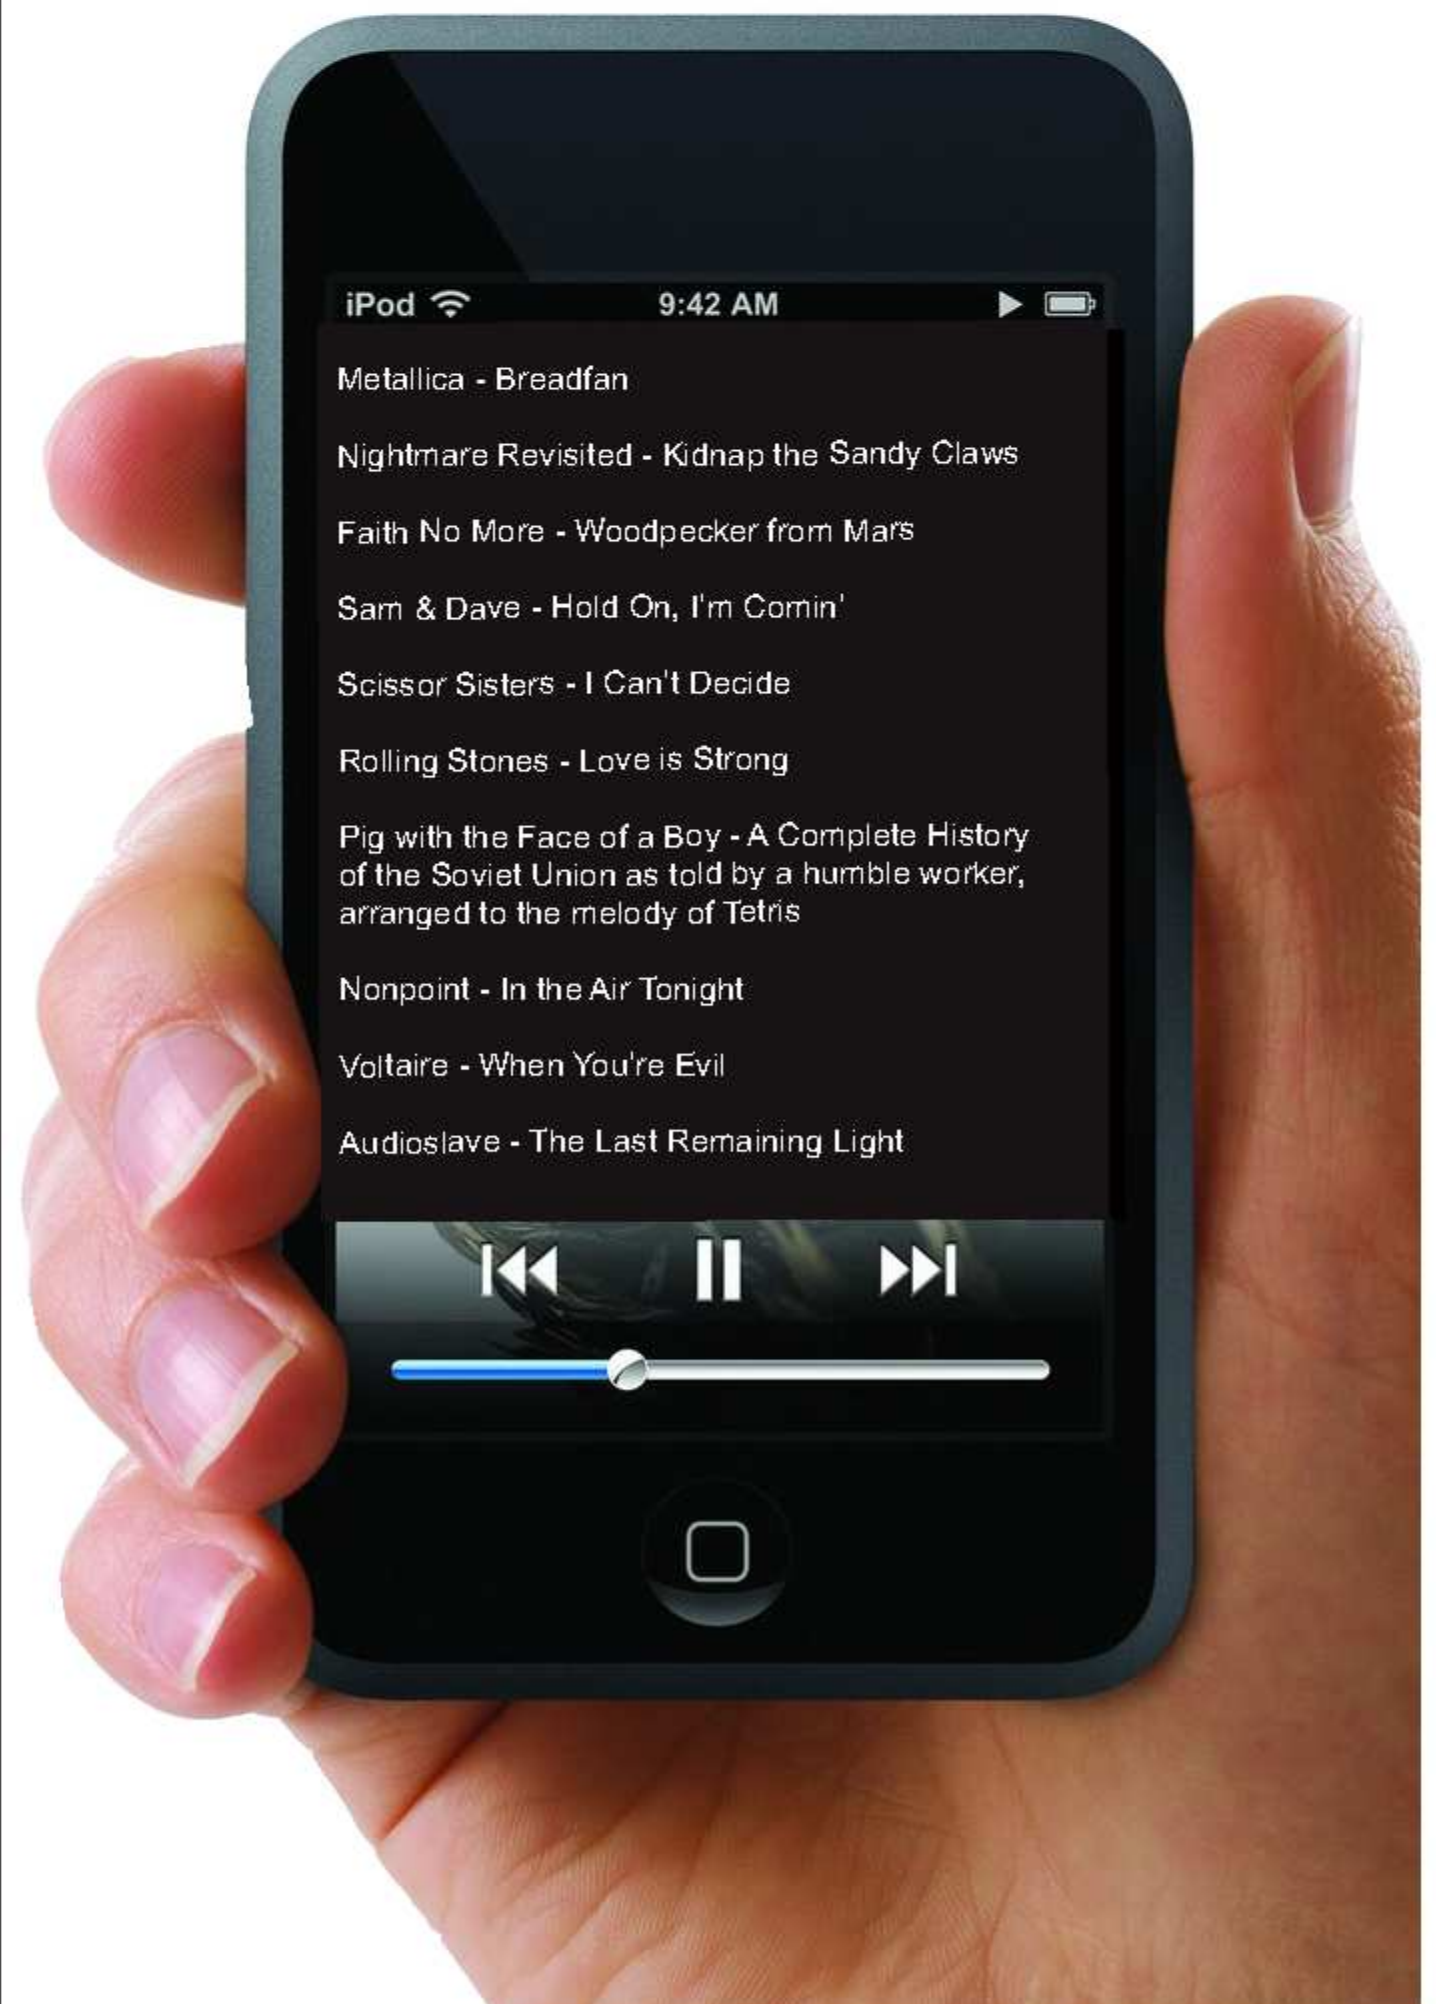 iPod 9:42 AM
Metallica - Breadfan
Nightmare Revisited - Kidnap the Sandy Claws
Faith No More - Woodpecker from Mars
Sam & Dave - Hold On, I'm Comin'
Scissor Sisters - I Can't Decide
Rolling Stones - Love is Strong
Pig with the Face of a Boy - A Complete History
of the Soviet Union as told by a humble worker,
arranged to the melody of Tetris
Nonpoint - In the Air Tonight
Voltaire - When You're Evil
Audioslave - The Last Remaining Light